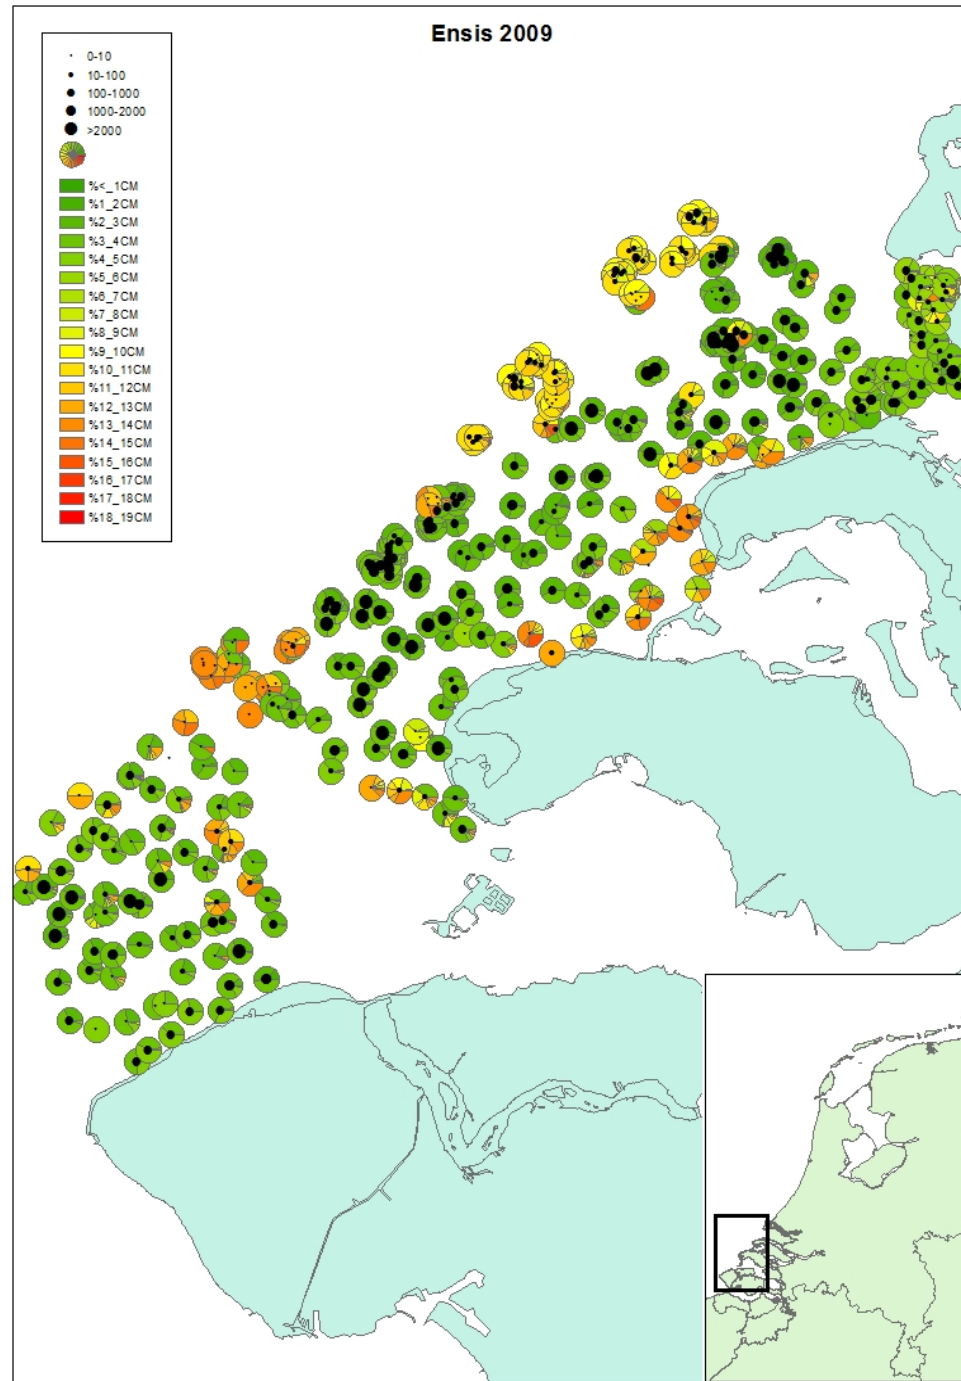 Ensis 2009
0-10
10-100
100-1000
1000-2000
>2000
%<_1CM
%1_2CM
%2_3CM
%3_4CM
%4_5CM
%5_6CM
%6_7CM
%7_8CM
%8_9CM
%9_10CM
%10_11CM
%11_12CM
%12_13CM
%13_14CM
%14_15CM
%15_16CM
%16_17CM
%17_18CM
%18_19CM